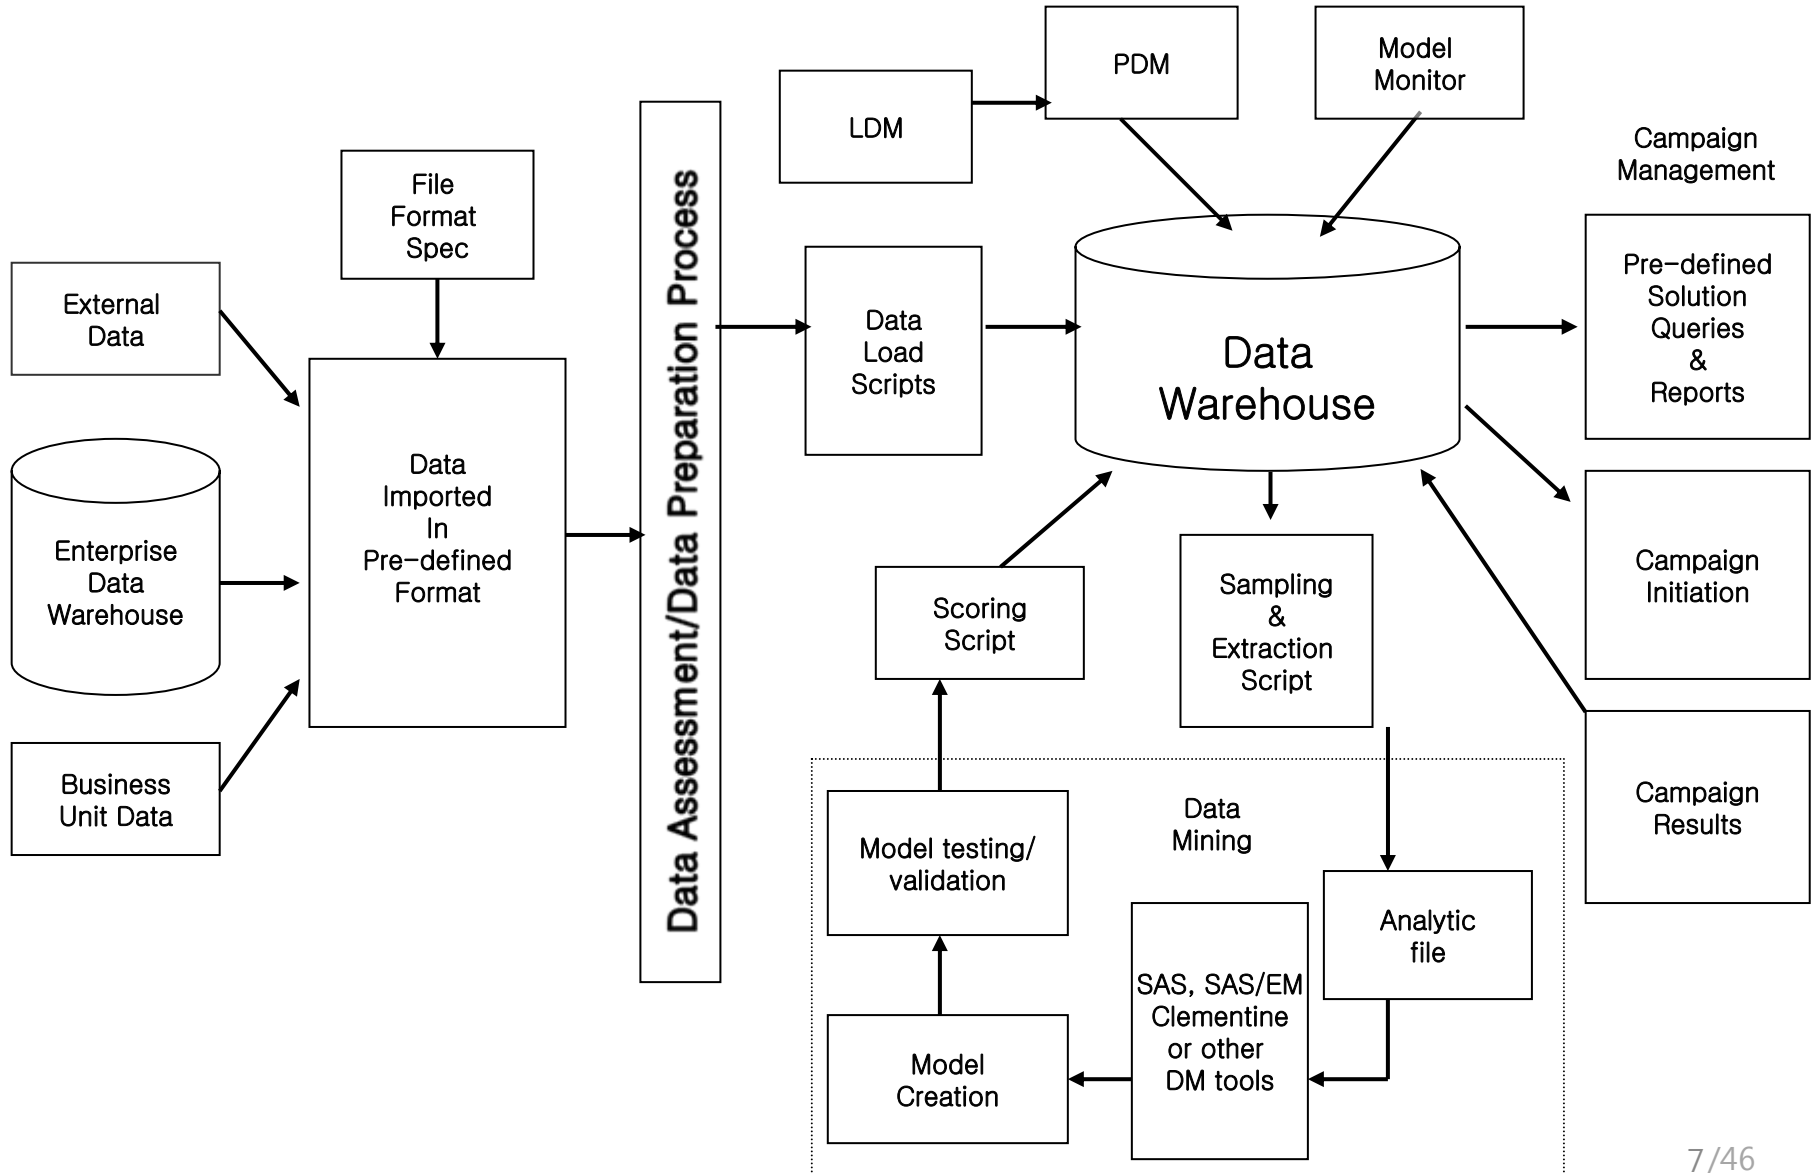 PDM
Model
Monitor
LDM
Campaign
Management
File
Format
Spec
External
Data
Data Assessment/Data Preparation Process
Data
Load
Scripts
Data
Warehouse
Pre-defined
Solution
Queries
&
Reports
Data
Imported
In
Pre-defined
Format
Enterprise
Data
Warehouse
Scoring
Script
Sampling
&
Extraction
Script
Campaign
Initiation
Business
Unit Data
Data
Mining
Campaign
Results
Model testing/
validation
Analytic
file
SAS, SAS/EM
Clementine
or other
DM tools
Model
Creation
7/46